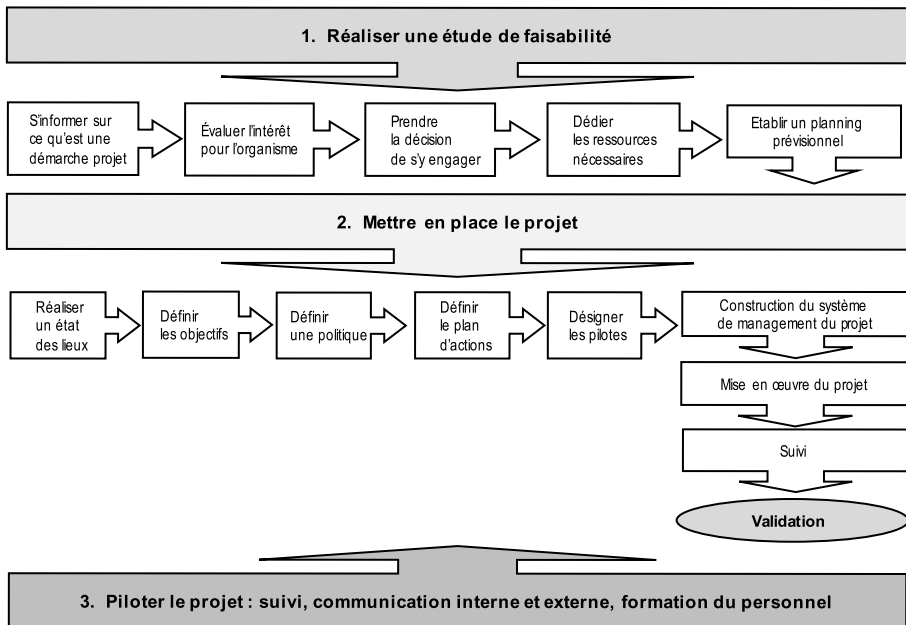 1. Réaliser une étude de faisabilité
S'informer sur
ce qu'est une
démarche projet
Évaluer l'intérêt
pour l'organisme
Prendre
la décision
de s'y engager
Dédier
les ressources
nécessaires
Etablir un planning
prévisionnel
2. Mettre en place le projet
Réaliser
un état
des lieux
Définir
les objectifs
Définir
une politique
Définir
le plan
d'actions
Désigner
les pilotes
Construction du système
de management du projet
Mise en œuvre du projet
Suivi
Validation
3. Piloter le projet : suivi, communication interne et externe, formation du personnel